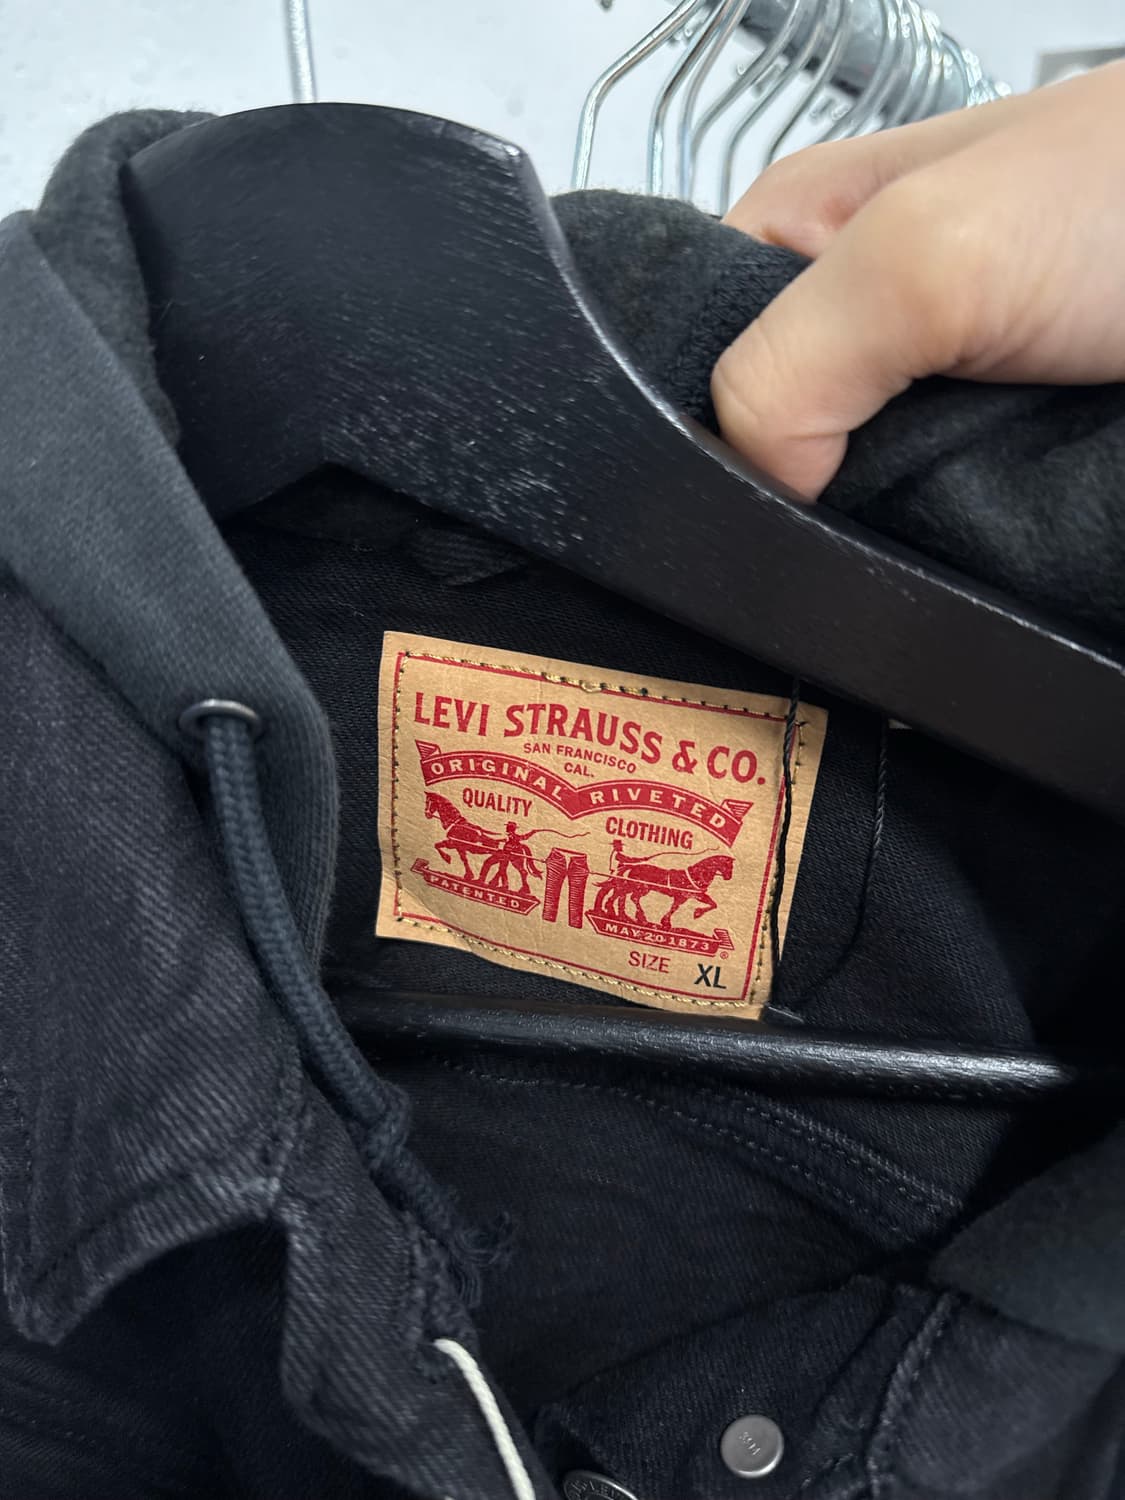 LEVI STRAUSS & CO.
SAN FRANCISCO
CAL.
ORIGINAL RIVETED
QUALITY CLOTHING
PATENTED
MAY 20 1873
®
SIZE XL